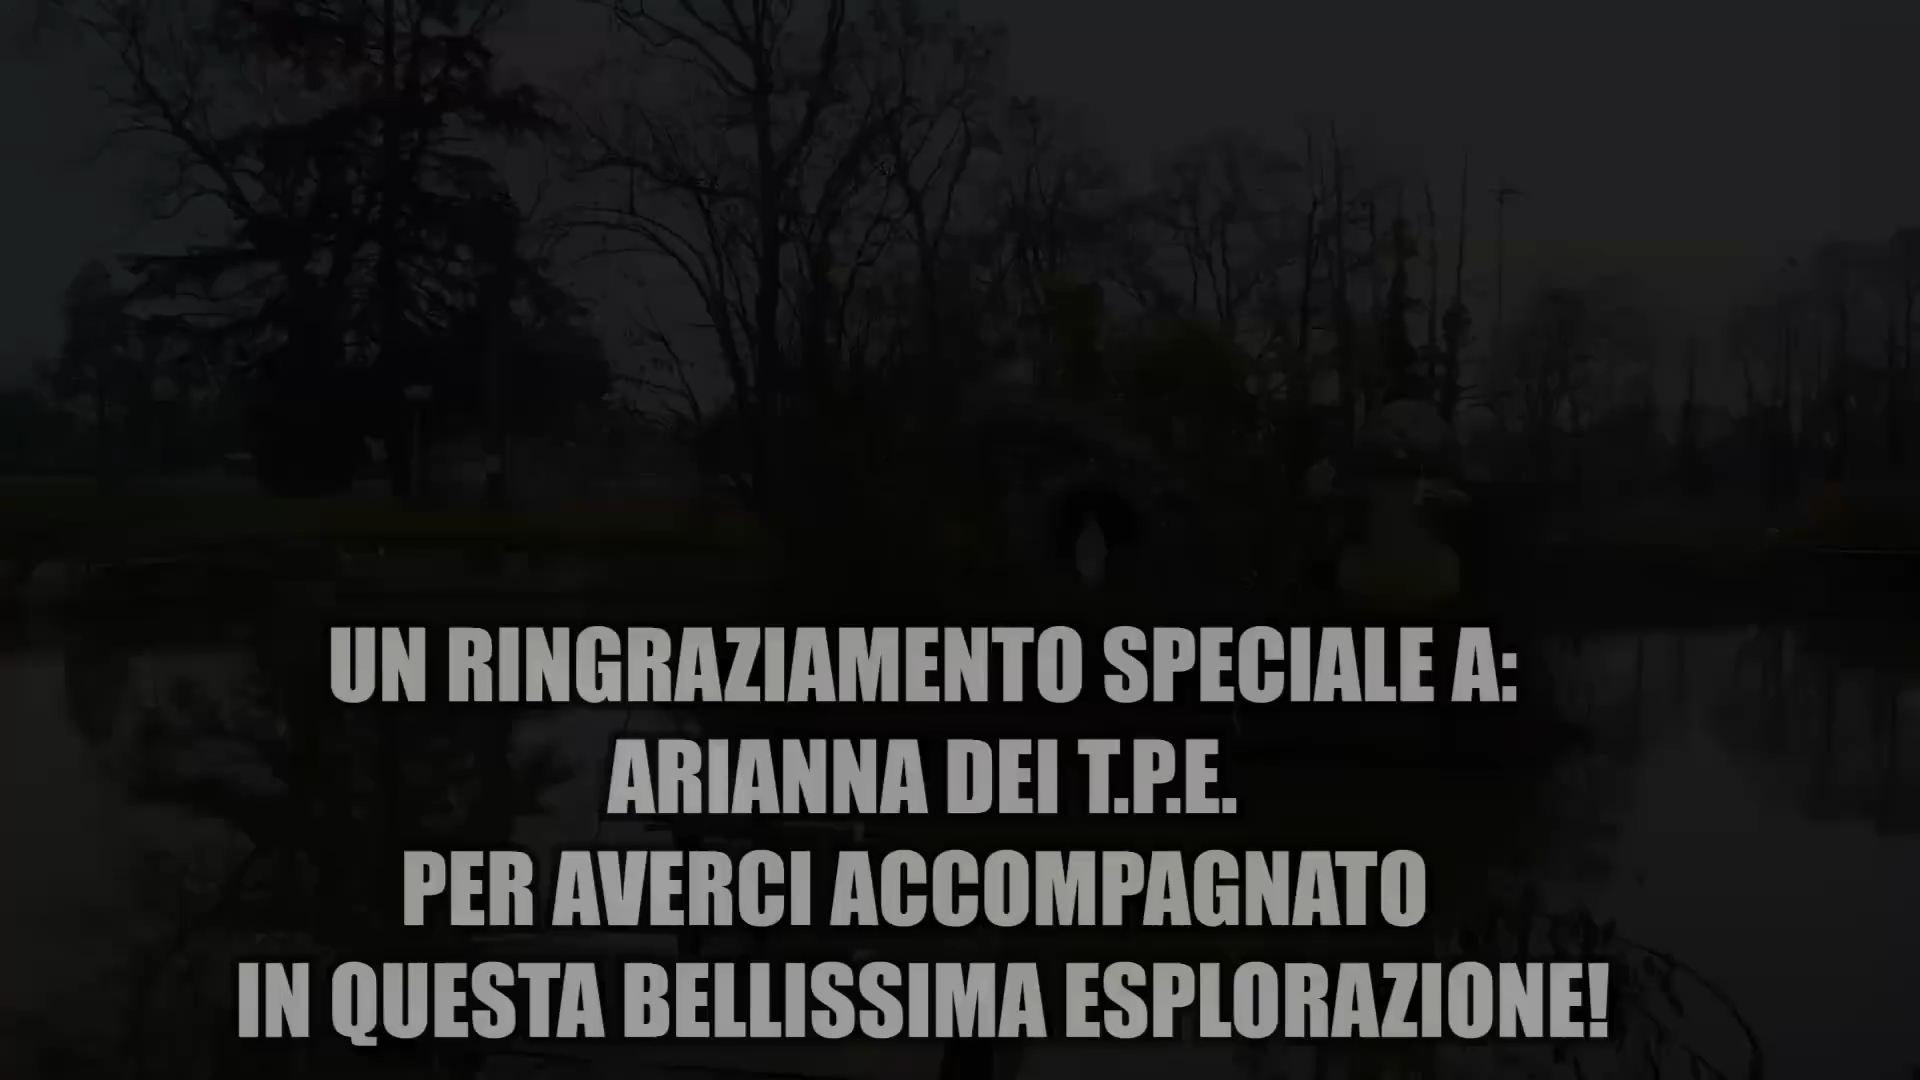 UN RINGRAZIAMENTO SPECIALE A:
ARIANNA DEI T.P.E.
PER AVERCI ACCOMPAGNATO
IN QUESTA BELLISSIMA ESPLORAZIONE!